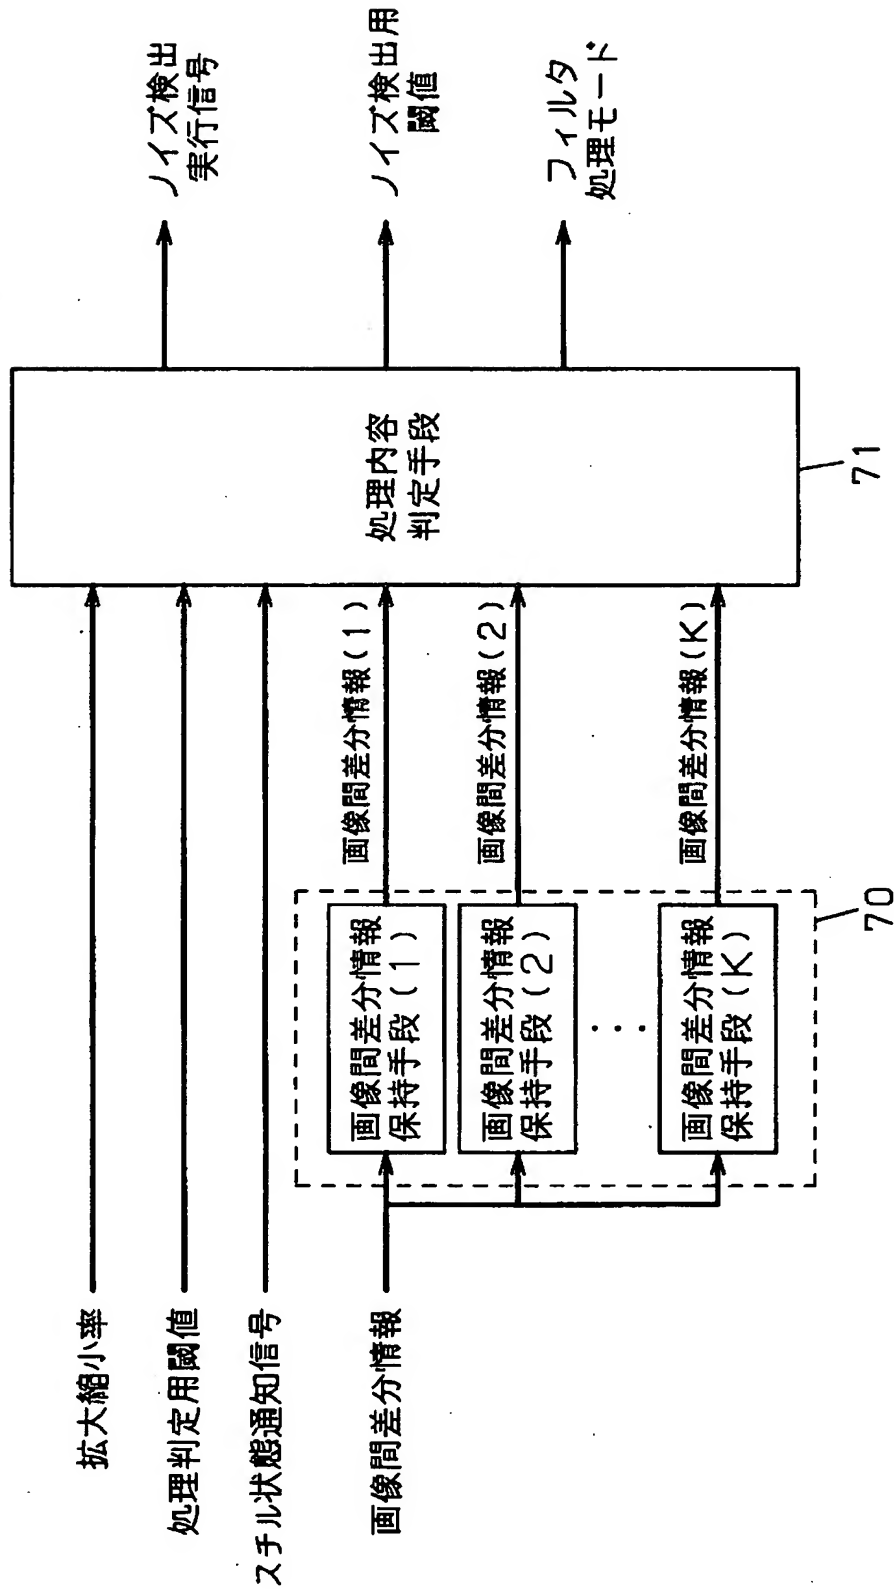 拡大縮小率
処理判定用閾値
スチル状態通知信号
画像間差分情報
画像間差分情報
保持手段(1)
画像間差分情報
保持手段(2)
・・・
画像間差分情報
保持手段(K)
70
画像間差分情報(1)
画像間差分情報(2)
画像間差分情報(K)
処理内容
判定手段
71
ノイズ検出
実行信号
ノイズ検出用
閾値
フィルタ
処理モード